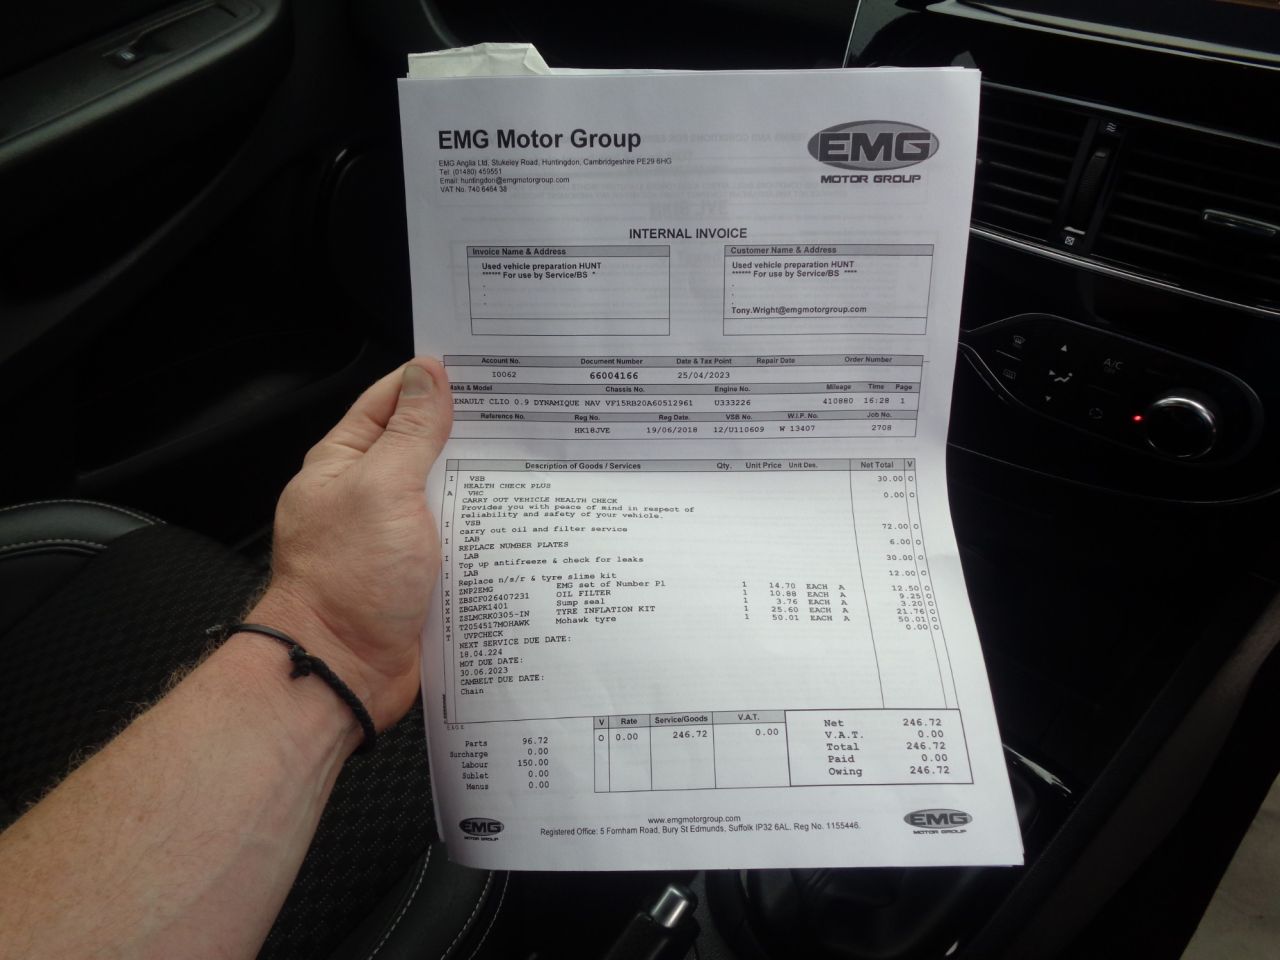 EMG Motor Group
EMG Anglia Ltd, Stukeley Road, Huntingdon, Cambridgeshire PE29 6HG
Tel: (01480) 459551
Email: huntingdon@emgmotorgroup.com
VAT No. 740 6464 38
EMG
MOTOR GROUP
INTERNAL INVOICE
Invoice Name & Address
Used vehicle preparation HUNT
****** For use by Service/BS *
.
.
.
Customer Name & Address
Used vehicle preparation HUNT
****** For use by Service/BS ****
.
.
.
Tony.Wright@emgmotorgroup.com
Account No. Document Number Date & Tax Point Repair Date Order Number
I0062 66004166 25/04/2023
Make & Model Chassis No. Engine No. Mileage Time Page
RENAULT CLIO 0.9 DYNAMIQUE NAV VF15RB20A60512961 U333226 410880 16:28 1
Reference No. Reg No. Reg Date. VSB No. W.I.P. No. Job No.
HK18JVE 19/06/2018 12/U110609 W 13407 2708
Description of Goods / Services Qty. Unit Price Unit Des. Net Total V
I VSB 30.00 O
HEALTH CHECK PLUS
A VHC 0.00 O
CARRY OUT VEHICLE HEALTH CHECK
Provides you with peace of mind in respect of
reliability and safety of your vehicle.
I VSB 72.00 O
carry out oil and filter service
I LAB 6.00 O
REPLACE NUMBER PLATES
I LAB 30.00 O
Top up antifreeze & check for leaks
I LAB 12.00 O
Replace n/s/r & tyre slime kit
X ZNP2EMG EMG set of Number Pl 1 14.70 EACH A 12.50 O
X ZBSCF026407231 OIL FILTER 1 10.88 EACH A 9.25 O
X ZBGAPK1401 Sump seal 1 3.76 EACH A 3.20 O
X ZSLMCRK0305-IN TYRE INFLATION KIT 1 25.60 EACH A 21.76 O
X T2054517MOHAWK Mohawk tyre 1 50.01 EACH A 50.01 O
T UVPCHECK 0.00 O
NEXT SERVICE DUE DATE:
18.04.224
MOT DUE DATE:
30.06.2023
CAMBELT DUE DATE:
Chain
Parts 96.72
Surcharge 0.00
Labour 150.00
Sublet 0.00
Menus 0.00
V Rate Service/Goods V.A.T.
O 0.00 246.72 0.00
Net 246.72
V.A.T. 0.00
Total 246.72
Paid 0.00
Owing 246.72
EMG
MOTOR GROUP
www.emgmotorgroup.com
Registered Office: 5 Fornham Road, Bury St Edmunds, Suffolk IP32 6AL. Reg No. 1155446.
EMG
MOTOR GROUP
A/C